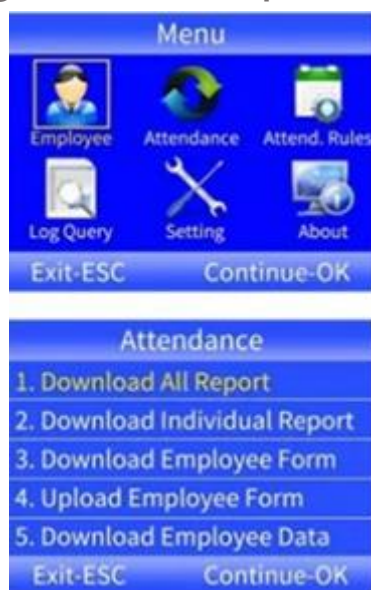 Menu
Employee Attendance Attend. Rules
Log Query Setting About
Exit-ESC Continue-OK
Attendance
1. Download All Report
2. Download Individual Report
3. Download Employee Form
4. Upload Employee Form
5. Download Employee Data
Exit-ESC Continue-OK